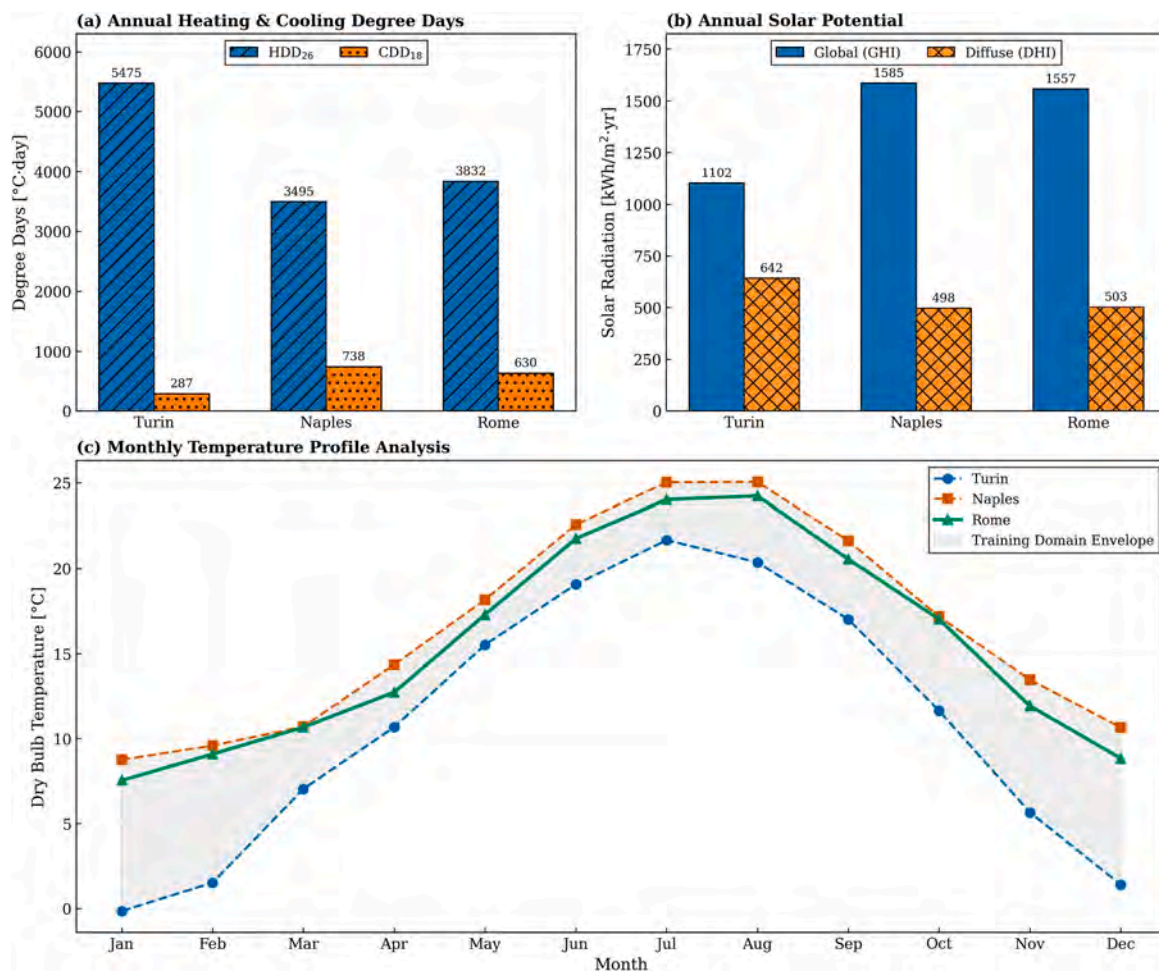 (a) Annual Heating & Cooling Degree Days
HDD₂₆
CDD₁₈
Degree Days [°C·day]
6000
5000
4000
3000
2000
1000
0
5475
287
3495
738
3832
630
Turin
Naples
Rome
(b) Annual Solar Potential
Global (GHI)
Diffuse (DHI)
Solar Radiation [kWh/m²·yr]
1750
1500
1250
1000
750
500
250
0
1102
642
1585
498
1557
503
Turin
Naples
Rome
(c) Monthly Temperature Profile Analysis
Turin
Naples
Rome
Training Domain Envelope
Dry Bulb Temperature [°C]
25
20
15
10
5
0
Jan
Feb
Mar
Apr
May
Jun
Jul
Aug
Sep
Oct
Nov
Dec
Month